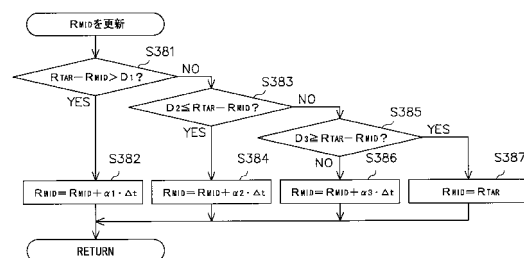 RMIDを更新
S381
RTAR−RMID>D1?
NO
S383
YES
D2≦RTAR−RMID?
NO
S385
YES
D3≧RTAR−RMID?
YES
NO
S382
S384
S386
S387
RMID=RMID+α1・Δt
RMID=RMID+α2・Δt
RMID=RMID+α3・Δt
RMID=RTAR
RETURN